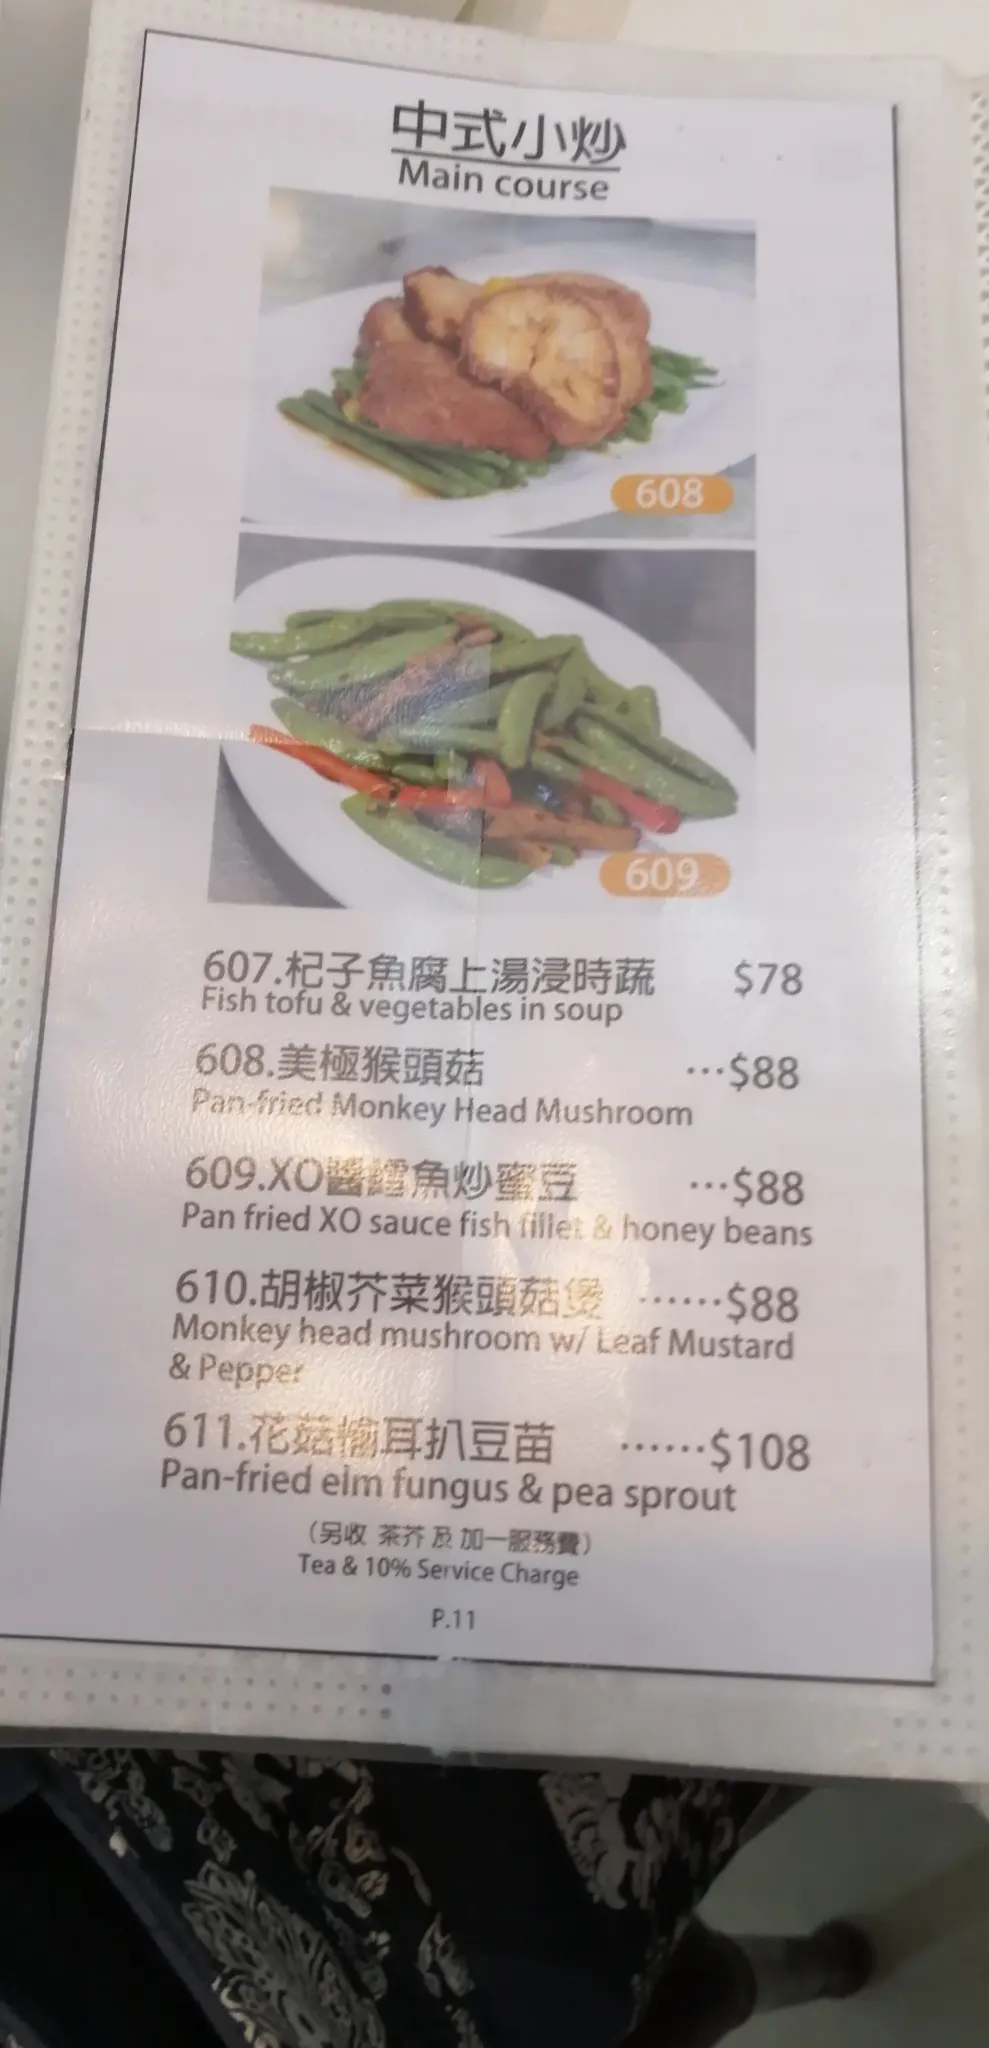 中式小炒
Main course
608
609
607.杞子魚腐上湯浸時蔬 $78
Fish tofu & vegetables in soup
608.美極猴頭菇 …$88
Pan-fried Monkey Head Mushroom
609.XO醬鱈魚炒蜜豆 …$88
Pan fried XO sauce fish fillet & honey beans
610.胡椒芥菜猴頭菇煲 ……$88
Monkey head mushroom w/ Leaf Mustard
& Pepper
611.花菇榆耳扒豆苗 ……$108
Pan-fried elm fungus & pea sprout
(另收 茶芥 及 加一服務費)
Tea & 10% Service Charge
P.11